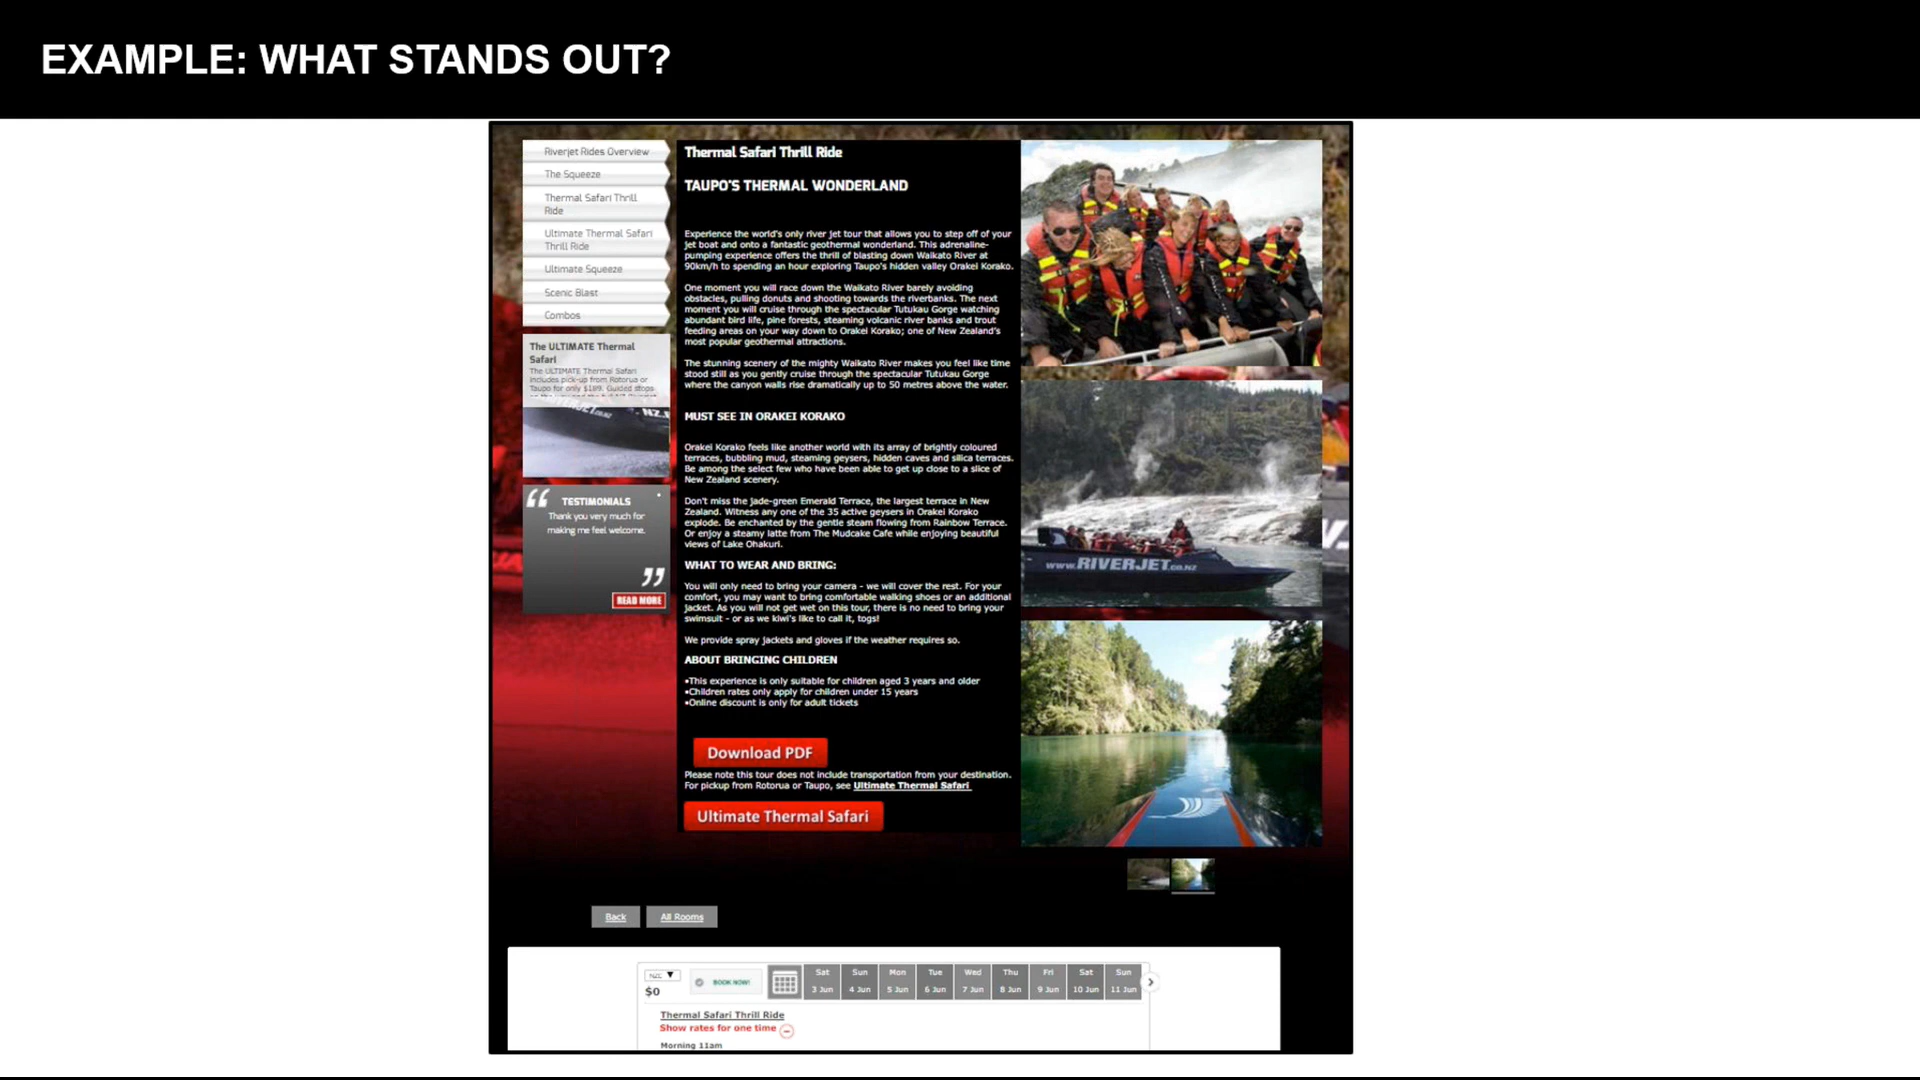 EXAMPLE: WHAT STANDS OUT?
Riverjet Rides Overview
The Squeeze
Thermal Safari Thrill
Ride
Ultimate Thermal Safari
Thrill Ride
Ultimate Squeeze
Scenic Blast
Combos
The ULTIMATE Thermal
Safari
The ULTIMATE Thermal Safari
includes pick-up from Rotorua or
Taupo for only $189. Guided stops
TESTIMONIALS
Thank you very much for
making me feel welcome.
READ MORE
Thermal Safari Thrill Ride
TAUPO'S THERMAL WONDERLAND
Experience the world's only river jet tour that allows you to step off of your
jet boat and onto a fantastic geothermal wonderland. This adrenaline-
pumping experience offers the thrill of blasting down Waikato River at
90km/h to spending an hour exploring Taupo's hidden valley Orakei Korako.
One moment you will race down the Waikato River barely avoiding
obstacles, pulling donuts and shooting towards the riverbanks. The next
moment you will cruise through the spectacular Tutukau Gorge watching
abundant bird life, pine forests, steaming volcanic river banks and trout
feeding areas on your way down to Orakei Korako; one of New Zealand's
most popular geothermal attractions.
The stunning scenery of the mighty Waikato River makes you feel like time
stood still as you gently cruise through the spectacular Tutukau Gorge
where the canyon walls rise dramatically up to 50 metres above the water.
MUST SEE IN ORAKEI KORAKO
Orakei Korako feels like another world with its array of brightly coloured
terraces, bubbling mud, steaming geysers, hidden caves and silica terraces.
Be among the select few who have been able to get up close to a slice of
New Zealand scenery.
Don't miss the jade-green Emerald Terrace, the largest terrace in New
Zealand. Witness any one of the 35 active geysers in Orakei Korako
explode. Be enchanted by the gentle steam flowing from Rainbow Terrace.
Or enjoy a steamy latte from The Mudcake Cafe while enjoying beautiful
views of Lake Ohakuri.
WHAT TO WEAR AND BRING:
You will only need to bring your camera - we will cover the rest. For your
comfort, you may want to bring comfortable walking shoes or an additional
jacket. As you will not get wet on this tour, there is no need to bring your
swimsuit - or as we kiwi's like to call it, togs!
We provide spray jackets and gloves if the weather requires so.
ABOUT BRINGING CHILDREN
•This experience is only suitable for children aged 3 years and older
•Children rates only apply for children under 15 years
•Online discount is only for adult tickets
Download PDF
Please note this tour does not include transportation from your destination.
For pickup from Rotorua or Taupo, see Ultimate Thermal Safari
Ultimate Thermal Safari
www.RIVERJET.co.nz
Back
All Rooms
BOOK NOW!
$0
Sat Sun Mon Tue Wed Thu Fri Sat Sun
3 Jun 4 Jun 5 Jun 6 Jun 7 Jun 8 Jun 9 Jun 10 Jun 11 Jun
Thermal Safari Thrill Ride
Show rates for one time
Morning 11am